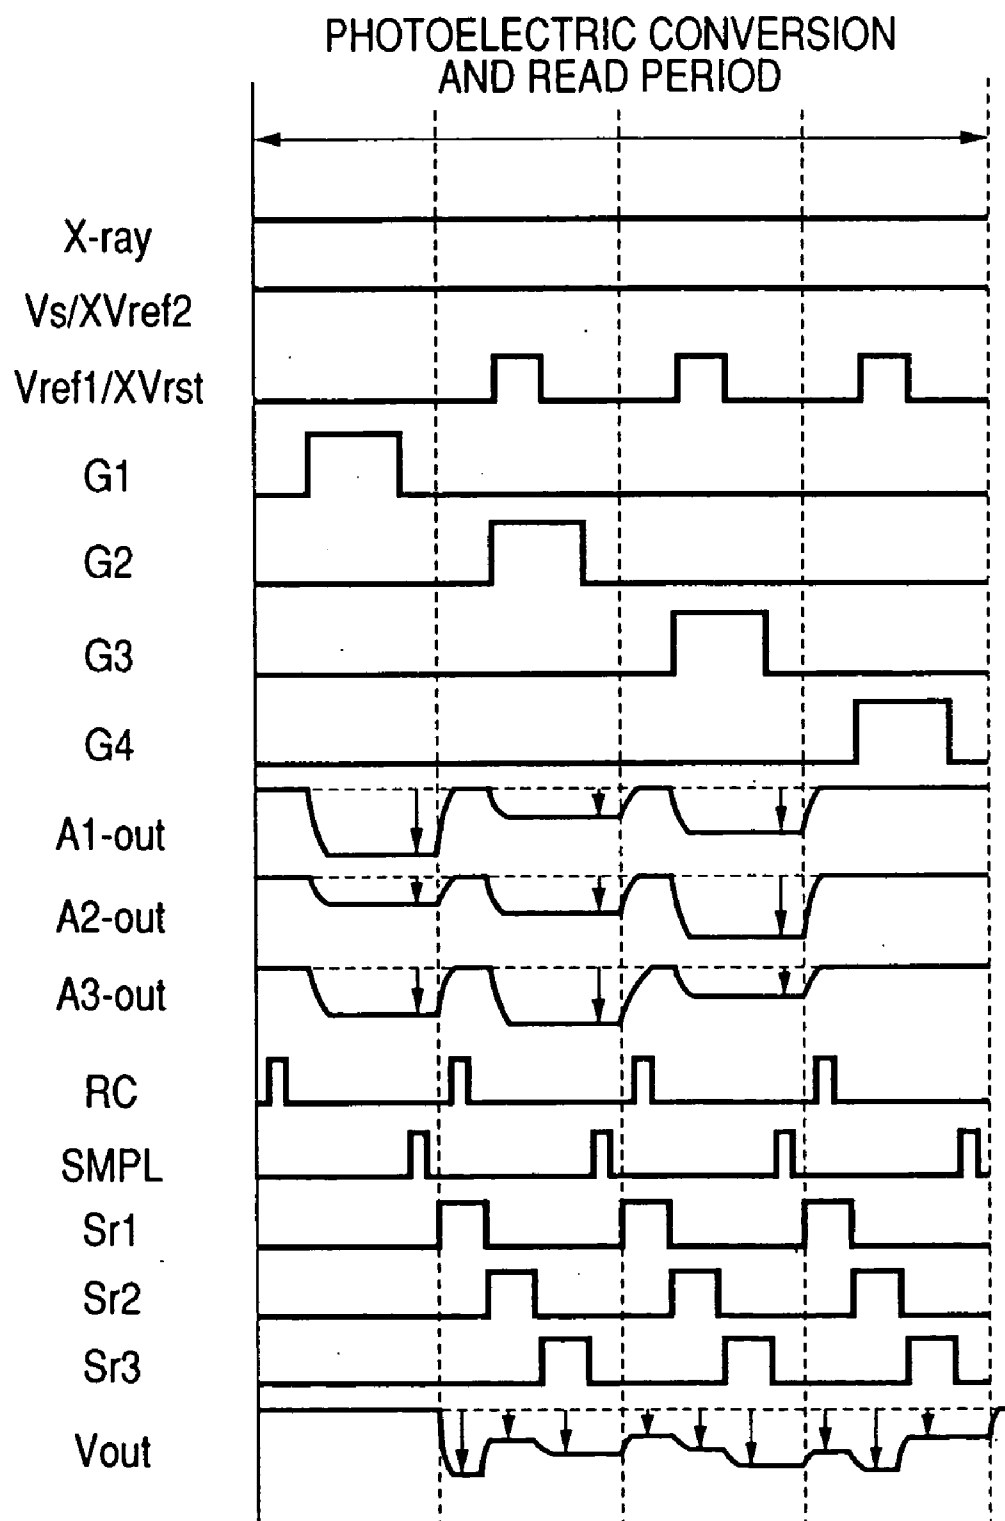 PHOTOELECTRIC CONVERSION
AND READ PERIOD
X-ray
Vs/XVref2
Vref1/XVrst
G1
G2
G3
G4
A1-out
A2-out
A3-out
RC
SMPL
Sr1
Sr2
Sr3
Vout